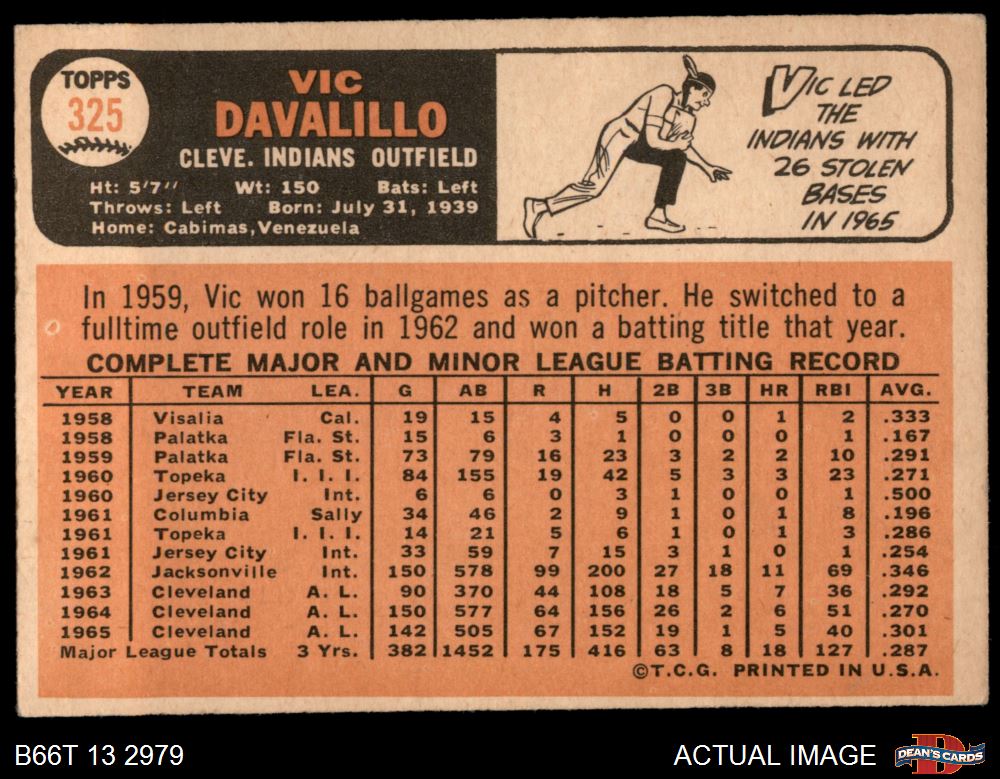 TOPPS
325
VIC
DAVALILLO
CLEVE. INDIANS OUTFIELD
Ht: 5'7" Wt: 150 Bats: Left
Throws: Left Born: July 31, 1939
Home: Cabimas, Venezuela
VIC LED
THE
INDIANS WITH
26 STOLEN
BASES
IN 1965
In 1959, Vic won 16 ballgames as a pitcher. He switched to a
fulltime outfield role in 1962 and won a batting title that year.
COMPLETE MAJOR AND MINOR LEAGUE BATTING RECORD
YEAR TEAM LEA. G AB R H 2B 3B HR RBI AVG.
1958 Visalia Cal. 19 15 4 5 0 0 1 2 .333
1958 Palatka Fla. St. 15 6 3 1 0 0 0 1 .167
1959 Palatka Fla. St. 73 79 16 23 3 2 2 10 .291
1960 Topeka I. I. I. 84 155 19 42 5 3 3 23 .271
1960 Jersey City Int. 6 6 0 3 1 0 0 1 .500
1961 Columbia Sally 34 46 2 9 1 0 1 8 .196
1961 Topeka I. I. I. 14 21 5 6 1 0 1 3 .286
1961 Jersey City Int. 33 59 7 15 3 1 0 1 .254
1962 Jacksonville Int. 150 578 99 200 27 18 11 69 .346
1963 Cleveland A. L. 90 370 44 108 18 5 7 36 .292
1964 Cleveland A. L. 150 577 64 156 26 2 6 51 .270
1965 Cleveland A. L. 142 505 67 152 19 1 5 40 .301
Major League Totals 3 Yrs. 382 1452 175 416 63 8 18 127 .287
©T.C.G. PRINTED IN U.S.A.
B66T 13 2979
ACTUAL IMAGE
DEAN'S CARDS